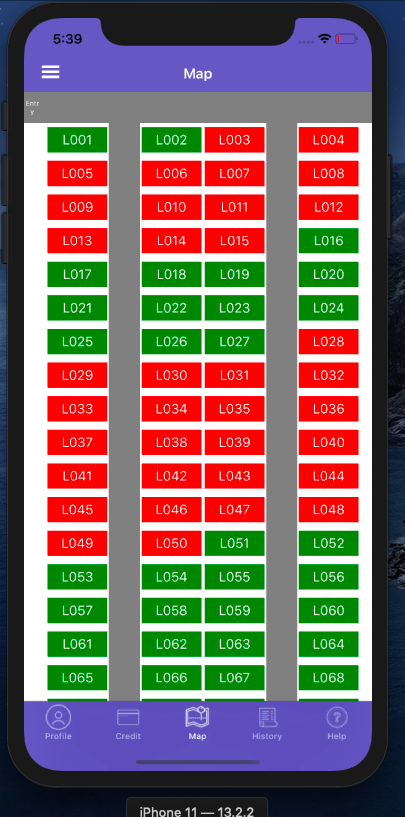 5:39
Map
Entr
y
L001 L002 L003 L004
L005 L006 L007 L008
L009 L010 L011 L012
L013 L014 L015 L016
L017 L018 L019 L020
L021 L022 L023 L024
L025 L026 L027 L028
L029 L030 L031 L032
L033 L034 L035 L036
L037 L038 L039 L040
L041 L042 L043 L044
L045 L046 L047 L048
L049 L050 L051 L052
L053 L054 L055 L056
L057 L058 L059 L060
L061 L062 L063 L064
L065 L066 L067 L068
Profile Credit Map History Help
iPhone 11 — 13.2.2